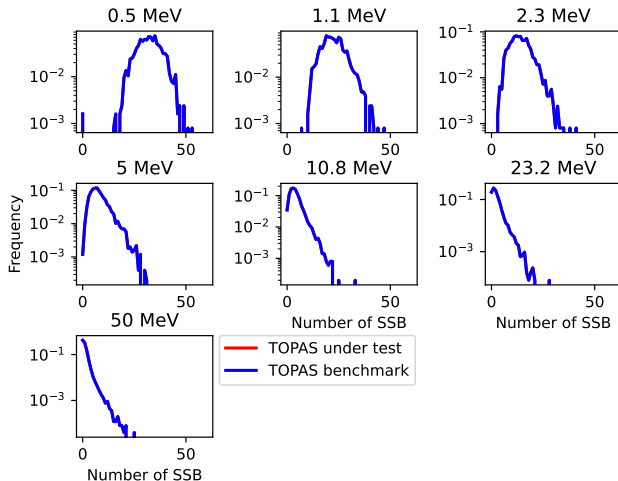 0.5 MeV
1.1 MeV
2.3 MeV
10⁻²
10⁻³
0
50
10⁻²
10⁻³
0
50
10⁻¹
10⁻²
10⁻³
0
50
5 MeV
10.8 MeV
23.2 MeV
Frequency
10⁻¹
10⁻³
0
50
10⁻¹
10⁻³
0
50
Number of SSB
10⁻¹
10⁻³
0
50
Number of SSB
50 MeV
10⁻¹
10⁻³
0
50
Number of SSB
TOPAS under test
TOPAS benchmark